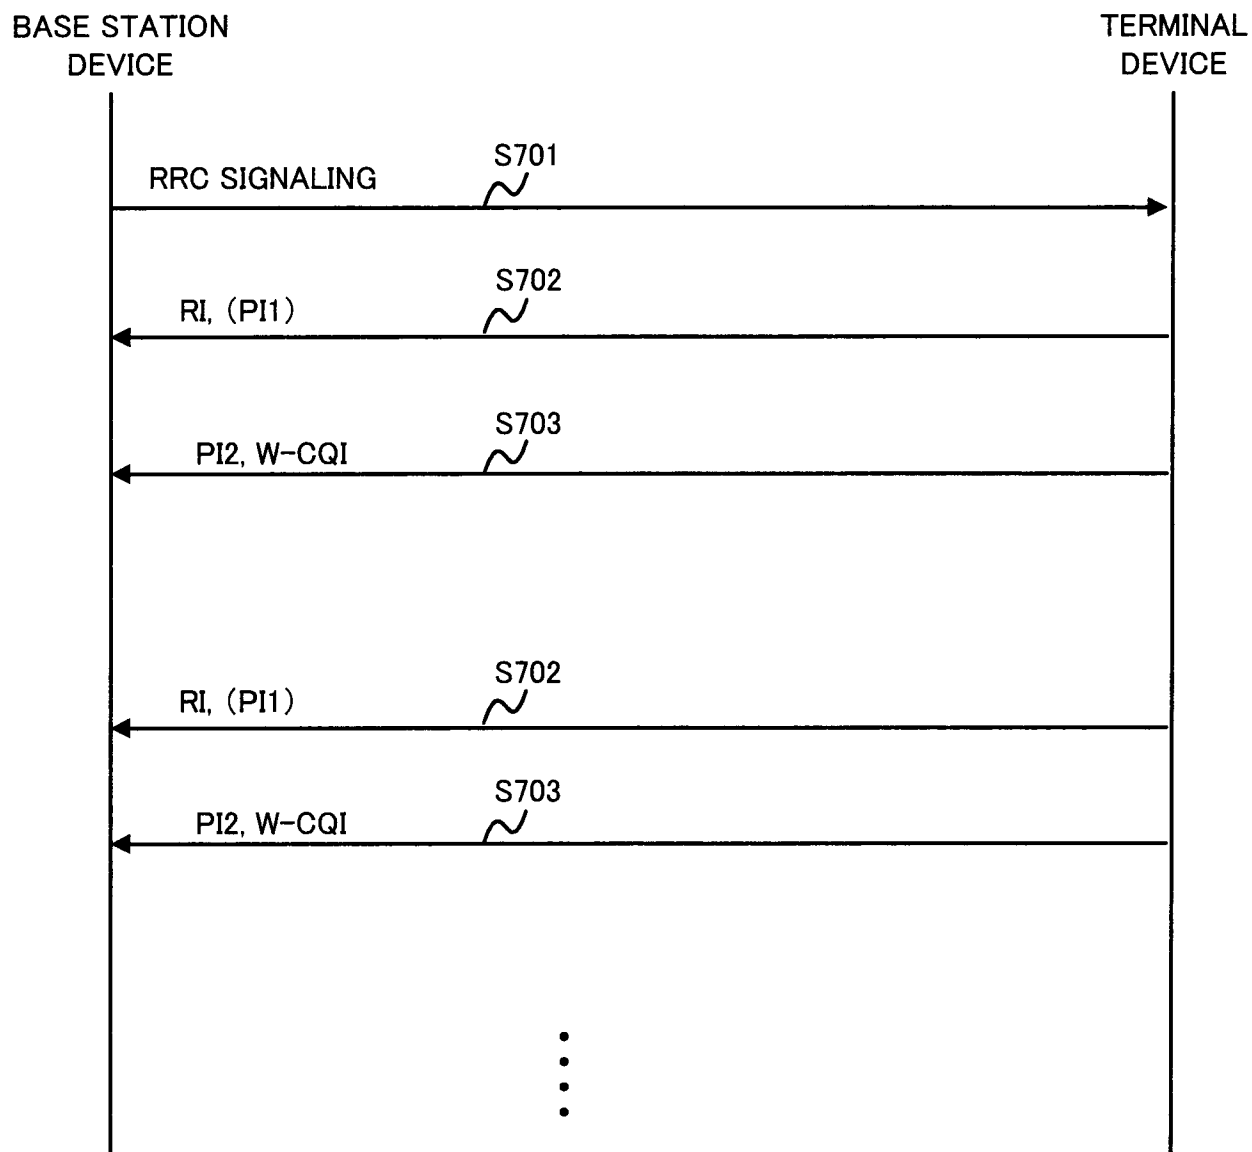 BASE STATION
DEVICE
TERMINAL
DEVICE
S701
RRC SIGNALING
S702
RI, (PI1)
S703
PI2, W-CQI
S702
RI, (PI1)
S703
PI2, W-CQI